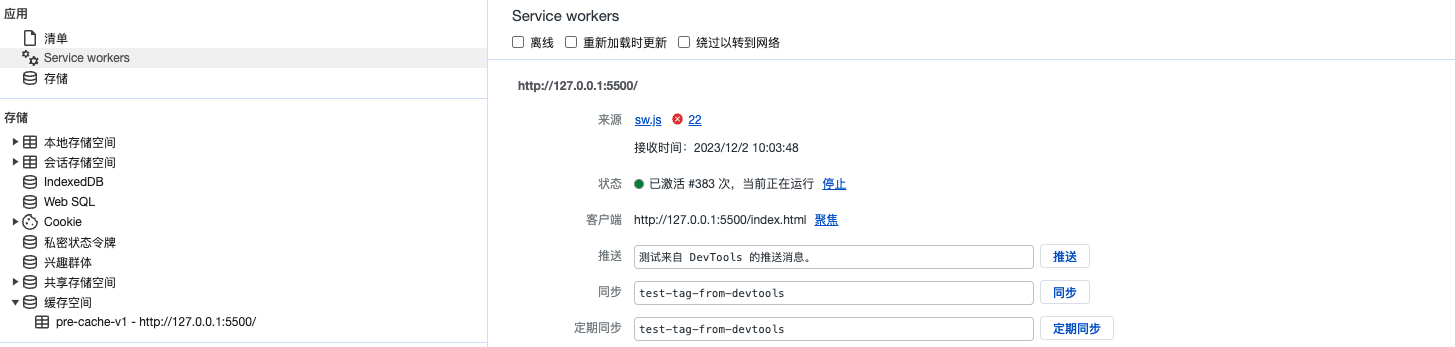 应用
清单
Service workers
存储
存储
本地存储空间
会话存储空间
IndexedDB
Web SQL
Cookie
私密状态令牌
兴趣群体
共享存储空间
缓存空间
pre-cache-v1 - http://127.0.0.1:5500/
Service workers
离线 重新加载时更新 绕过以转到网络
http://127.0.0.1:5500/
来源 sw.js 22
接收时间：2023/12/2 10:03:48
状态 已激活 #383 次，当前正在运行 停止
客户端 http://127.0.0.1:5500/index.html 聚焦
推送 测试来自 DevTools 的推送消息。 推送
同步 test-tag-from-devtools 同步
定期同步 test-tag-from-devtools 定期同步